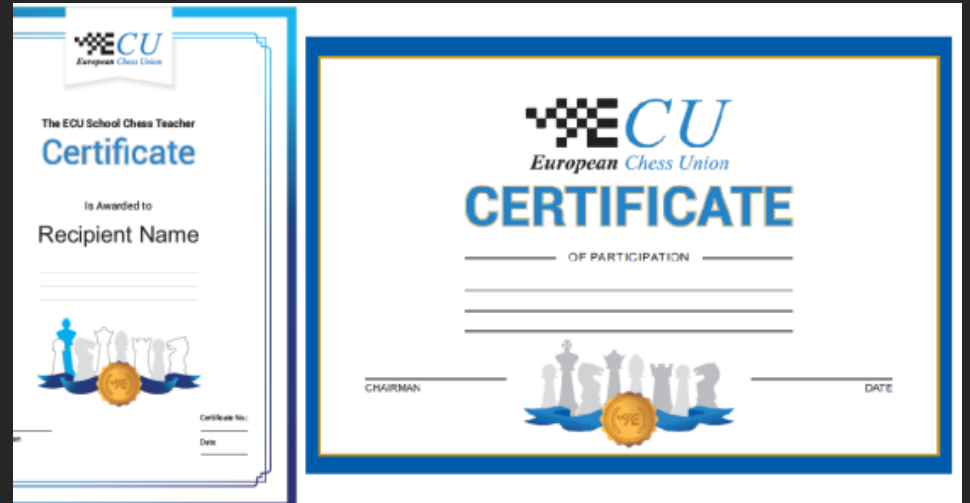 ECU
European Chess Union
The ECU School Chess Teacher
Certificate
Is Awarded to
Recipient Name
Certificate No.:
Date
ECU
European Chess Union
CERTIFICATE
OF PARTICIPATION
CHAIRMAN
DATE